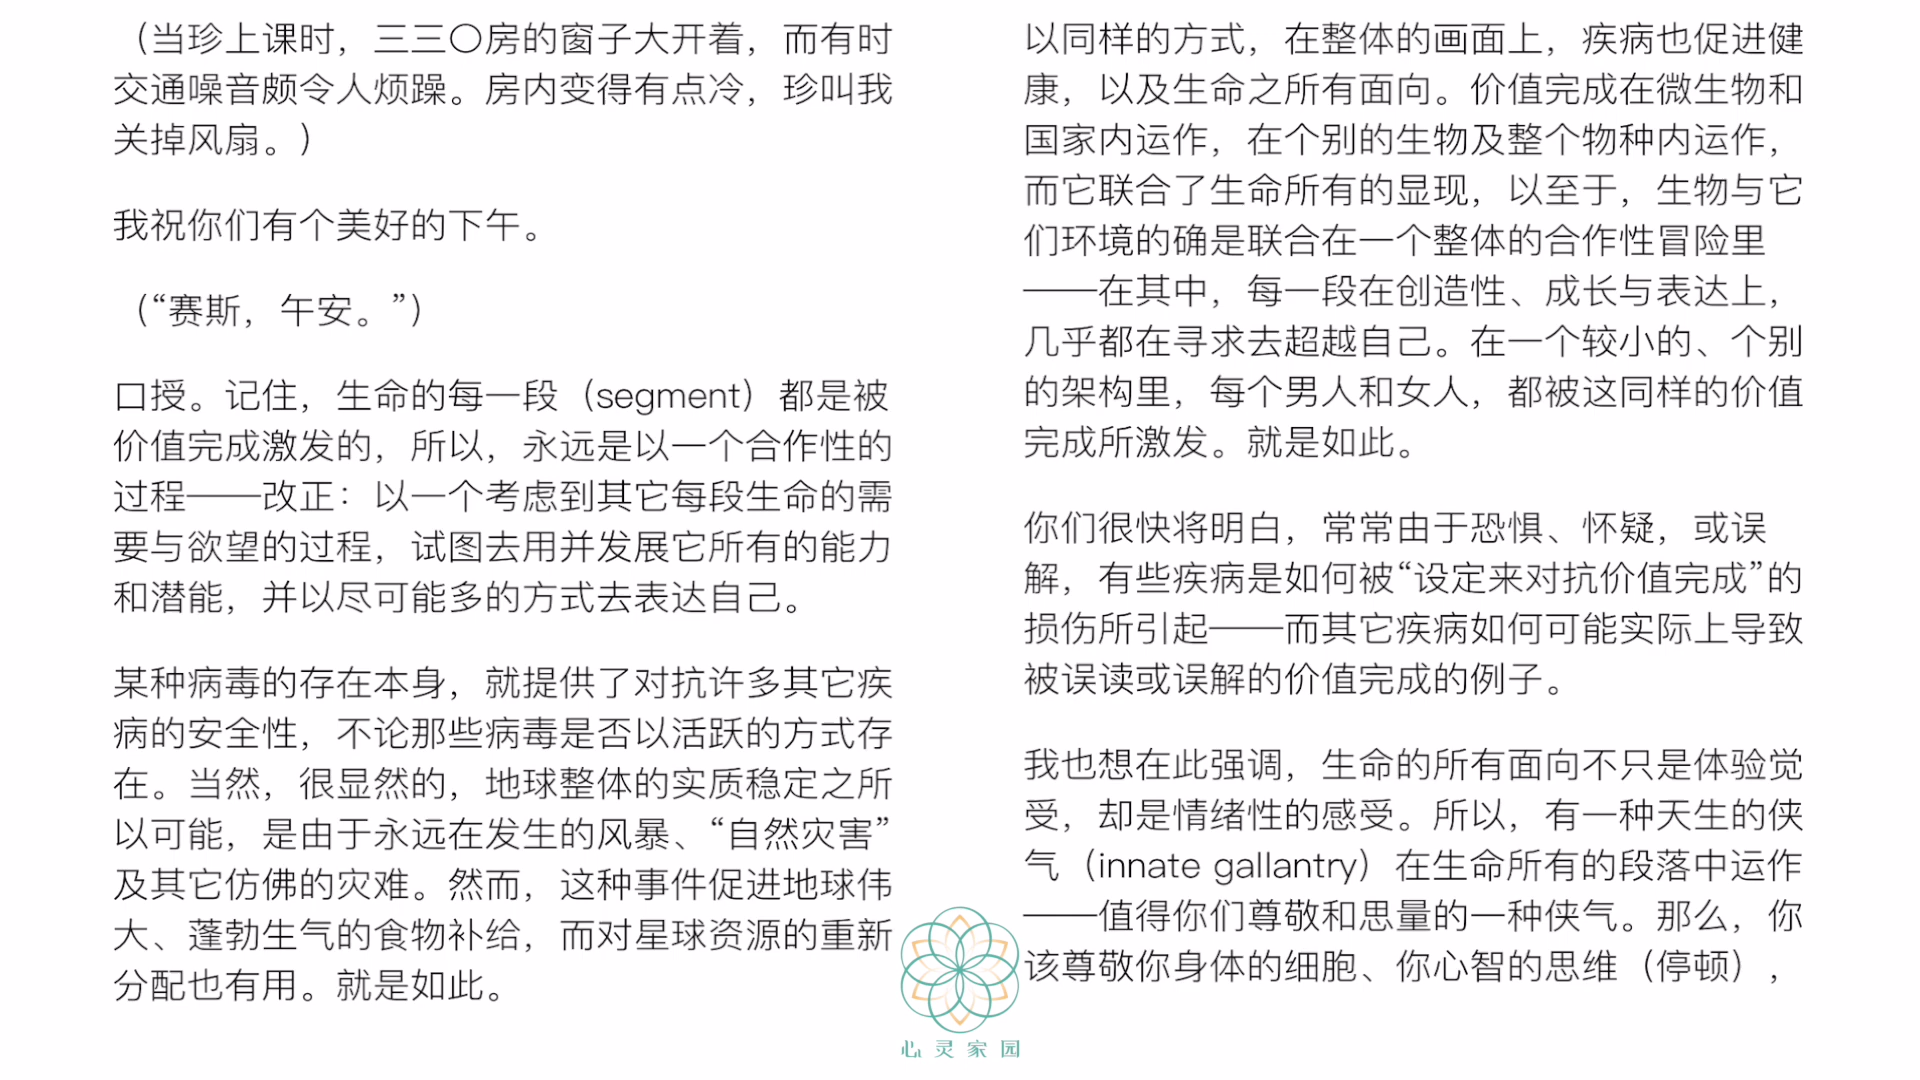 （当珍上课时，三三〇房的窗子大开着，而有时
交通噪音颇令人烦躁。房内变得有点冷，珍叫我
关掉风扇。）
我祝你们有个美好的下午。
（“赛斯，午安。”）
口授。记住，生命的每一段（segment）都是被
价值完成激发的，所以，永远是以一个合作性的
过程——改正：以一个考虑到其它每段生命的需
要与欲望的过程，试图去用并发展它所有的能力
和潜能，并以尽可能多的方式去表达自己。
某种病毒的存在本身，就提供了对抗许多其它疾
病的安全性，不论那些病毒是否以活跃的方式存
在。当然，很显然的，地球整体的实质稳定之所
以可能，是由于永远在发生的风暴、“自然灾害”
及其它仿佛的灾难。然而，这种事件促进地球伟
大、蓬勃生气的食物补给，而对星球资源的重新
分配也有用。就是如此。
以同样的方式，在整体的画面上，疾病也促进健
康，以及生命之所有面向。价值完成在微生物和
国家内运作，在个别的生物及整个物种内运作，
而它联合了生命所有的显现，以至于，生物与它
们环境的确是联合在一个整体的合作性冒险里
——在其中，每一段在创造性、成长与表达上，
几乎都在寻求去超越自己。在一个较小的、个别
的架构里，每个男人和女人，都被这同样的价值
完成所激发。就是如此。
你们很快将明白，常常由于恐惧、怀疑，或误
解，有些疾病是如何被“设定来对抗价值完成”的
损伤所引起——而其它疾病如何可能实际上导致
被误读或误解的价值完成的例子。
我也想在此强调，生命的所有面向不只是体验觉
受，却是情绪性的感受。所以，有一种天生的侠
气（innate gallantry）在生命所有的段落中运作
——值得你们尊敬和思量的一种侠气。那么，你
该尊敬你身体的细胞、你心智的思维（停顿），
心灵家园